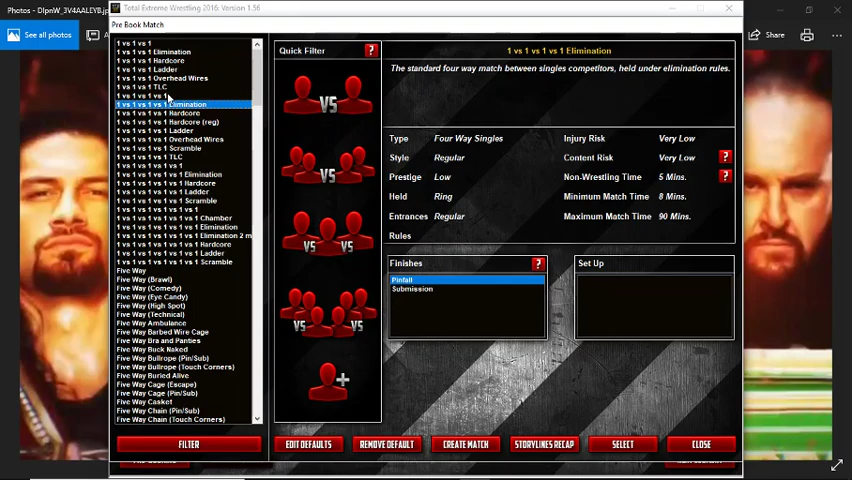 Photos - DIpnW_3V4AALEYB.jp
Total Extreme Wrestling 2016: Version 1.56
See all photos
A
Share
Pre Book Match
1 vs 1 vs 1
1 vs 1 vs 1 Elimination
1 vs 1 vs 1 Hardcore
1 vs 1 vs 1 Ladder
1 vs 1 vs 1 Overhead Wires
1 vs 1 vs 1 TLC
1 vs 1 vs 1 vs 1
1 vs 1 vs 1 vs 1 Elimination
1 vs 1 vs 1 vs 1 Hardcore
1 vs 1 vs 1 vs 1 Hardcore (reg)
1 vs 1 vs 1 vs 1 Ladder
1 vs 1 vs 1 vs 1 Overhead Wires
1 vs 1 vs 1 vs 1 Scramble
1 vs 1 vs 1 vs 1 TLC
1 vs 1 vs 1 vs 1 vs 1
1 vs 1 vs 1 vs 1 vs 1 Elimination
1 vs 1 vs 1 vs 1 vs 1 Hardcore
1 vs 1 vs 1 vs 1 vs 1 Ladder
1 vs 1 vs 1 vs 1 vs 1 Scramble
1 vs 1 vs 1 vs 1 vs 1 vs 1
1 vs 1 vs 1 vs 1 vs 1 vs 1 Chamber
1 vs 1 vs 1 vs 1 vs 1 vs 1 Elimination
1 vs 1 vs 1 vs 1 vs 1 vs 1 Elimination 2 m
1 vs 1 vs 1 vs 1 vs 1 vs 1 Hardcore
1 vs 1 vs 1 vs 1 vs 1 vs 1 Ladder
1 vs 1 vs 1 vs 1 vs 1 vs 1 Scramble
Five Way
Five Way (Brawl)
Five Way (Comedy)
Five Way (Eye Candy)
Five Way (High Spot)
Five Way (Technical)
Five Way Ambulance
Five Way Barbed Wire Cage
Five Way Bra and Panties
Five Way Buck Naked
Five Way Bullrope (Pin/Sub)
Five Way Bullrope (Touch Corners)
Five Way Buried Alive
Five Way Cage (Escape)
Five Way Cage (Pin/Sub)
Five Way Casket
Five Way Chain (Pin/Sub)
Five Way Chain (Touch Corners)
FILTER
Quick Filter ?
VS
VS
VS VS
VS VS
+
1 vs 1 vs 1 vs 1 Elimination
The standard four way match between singles competitors, held under elimination rules.
Type Four Way Singles Injury Risk Very Low
Style Regular Content Risk Very Low ?
Prestige Low Non-Wrestling Time 5 Mins. ?
Held Ring Minimum Match Time 8 Mins.
Entrances Regular Maximum Match Time 90 Mins.
Rules
Finishes ? Set Up
Pinfall
Submission
EDIT DEFAULTS REMOVE DEFAULT CREATE MATCH STORYLINES RECAP SELECT CLOSE